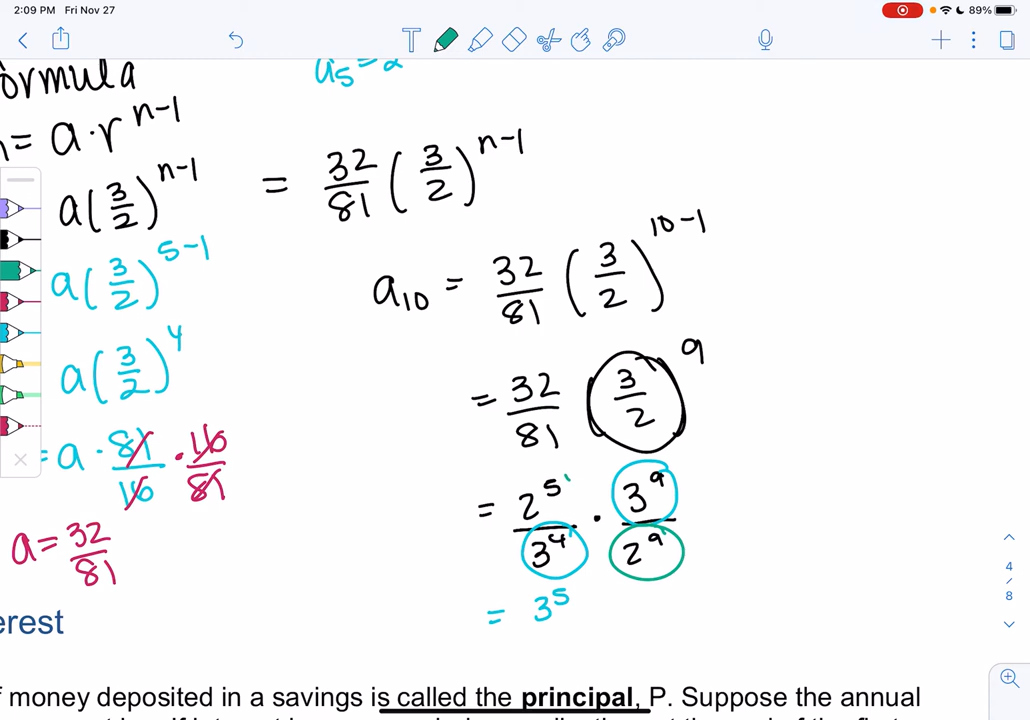 2:09 PM Fri Nov 27
89%
T
ormula
a₅ = 2
= a · r^(n-1)
a(3/2)^(n-1) = 32/81 (3/2)^(n-1)
a(3/2)^(5-1)
a₁₀ = 32/81 (3/2)^(10-1)
a(3/2)^4
= 32/81 (3/2)^9
= a · 81/16 · 16/81
= 2^5/3^4 · 3^9/2^9
a = 32/81
= 3^5
erest
4
/
8
of money deposited in a savings is called the principal, P. Suppose the annual